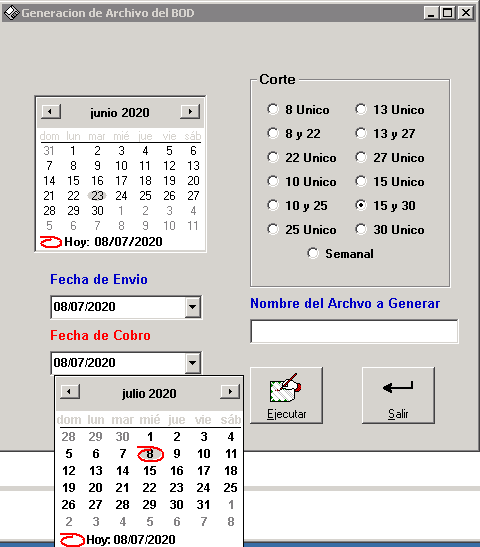 Generacion de Archivo del BOD
junio 2020
dom lun mar mié jue vie sáb
31 1 2 3 4 5 6
7 8 9 10 11 12 13
14 15 16 17 18 19 20
21 22 23 24 25 26 27
28 29 30 1 2 3 4
5 6 7 8 9 10 11
Hoy: 08/07/2020
Corte
8 Unico 13 Unico
8 y 22 13 y 27
22 Unico 27 Unico
10 Unico 15 Unico
10 y 25 15 y 30
25 Unico 30 Unico
Semanal
Fecha de Envio
08/07/2020
Nombre del Archvo a Generar
Fecha de Cobro
08/07/2020
julio 2020
dom lun mar mié jue vie sáb
28 29 30 1 2 3 4
5 6 7 8 9 10 11
12 13 14 15 16 17 18
19 20 21 22 23 24 25
26 27 28 29 30 31 1
2 3 4 5 6 7 8
Hoy: 08/07/2020
Ejecutar
Salir